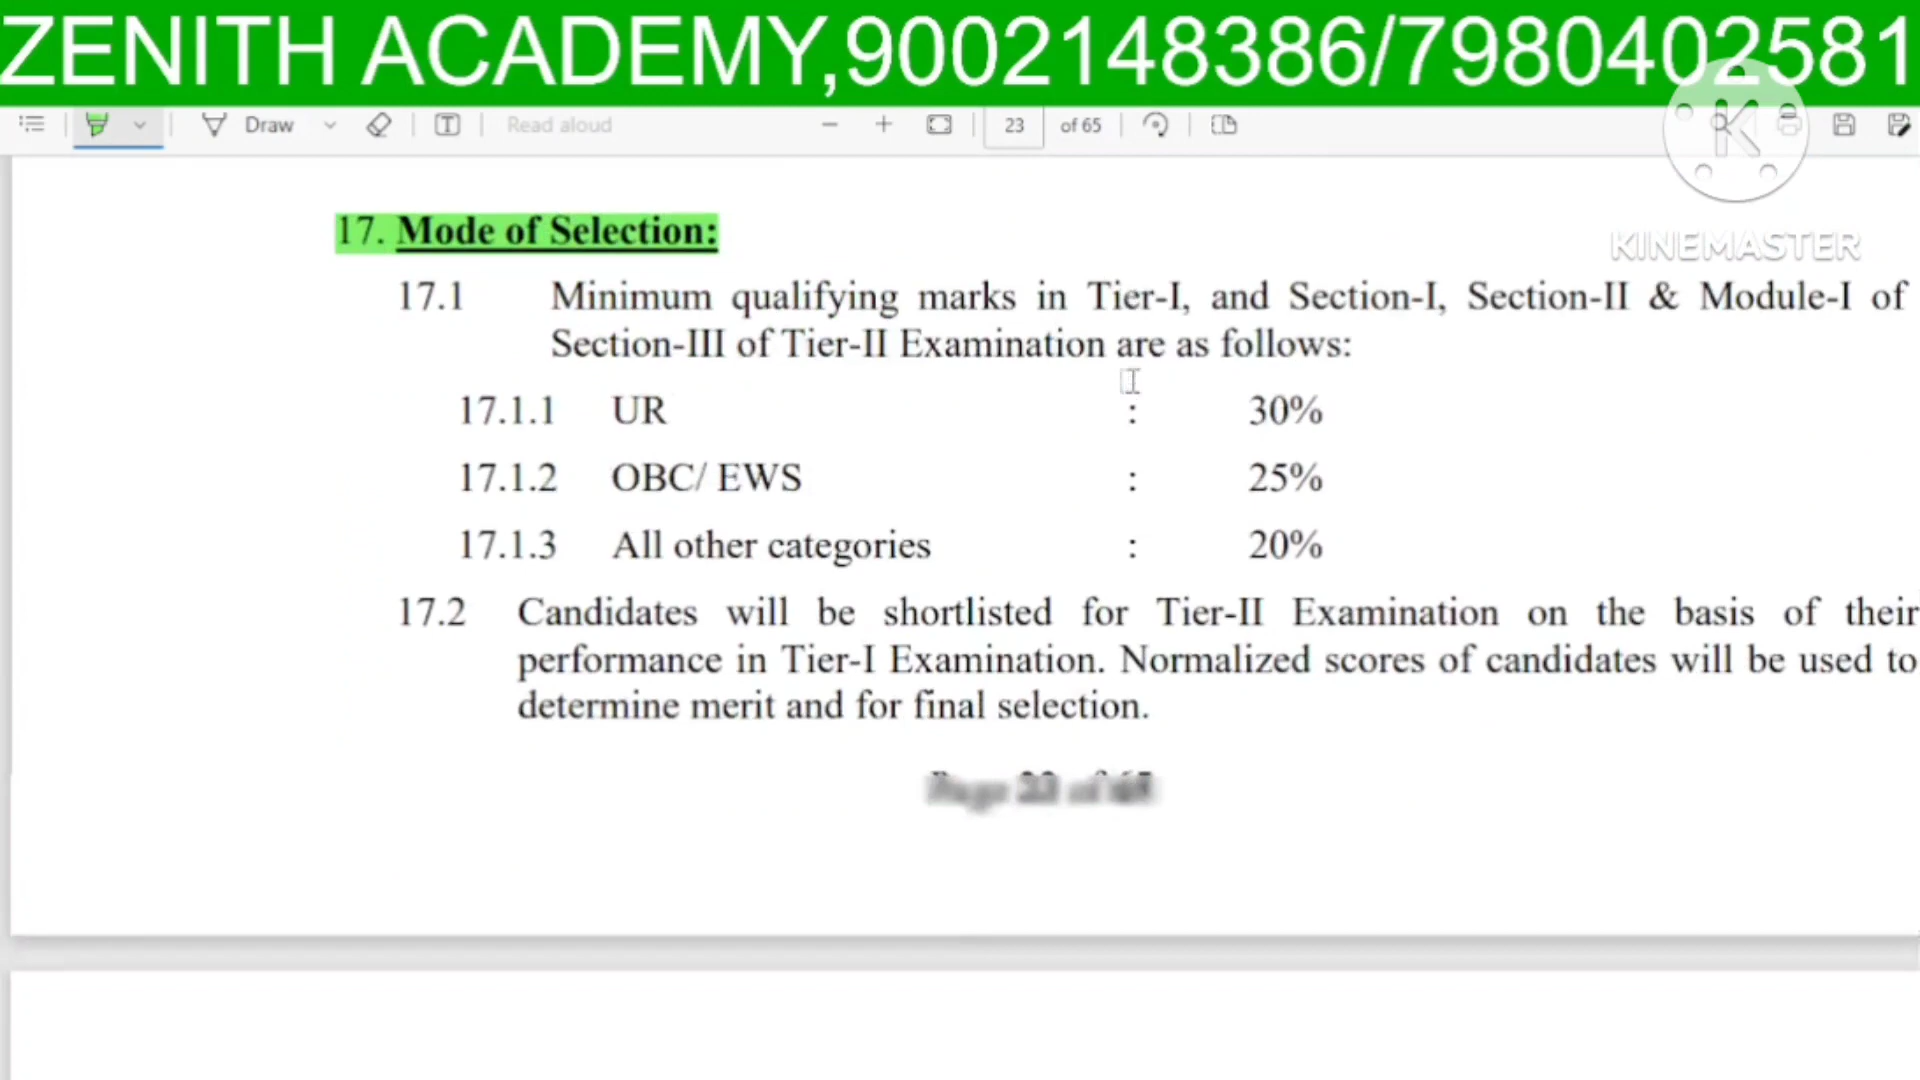 ZENITH ACADEMY,9002148386/7980402581
Draw Read aloud 23 of 65
KINEMASTER
17. Mode of Selection:
17.1 Minimum qualifying marks in Tier-I, and Section-I, Section-II & Module-I of
Section-III of Tier-II Examination are as follows:
17.1.1 UR : 30%
17.1.2 OBC/ EWS : 25%
17.1.3 All other categories : 20%
17.2 Candidates will be shortlisted for Tier-II Examination on the basis of their
performance in Tier-I Examination. Normalized scores of candidates will be used to
determine merit and for final selection.